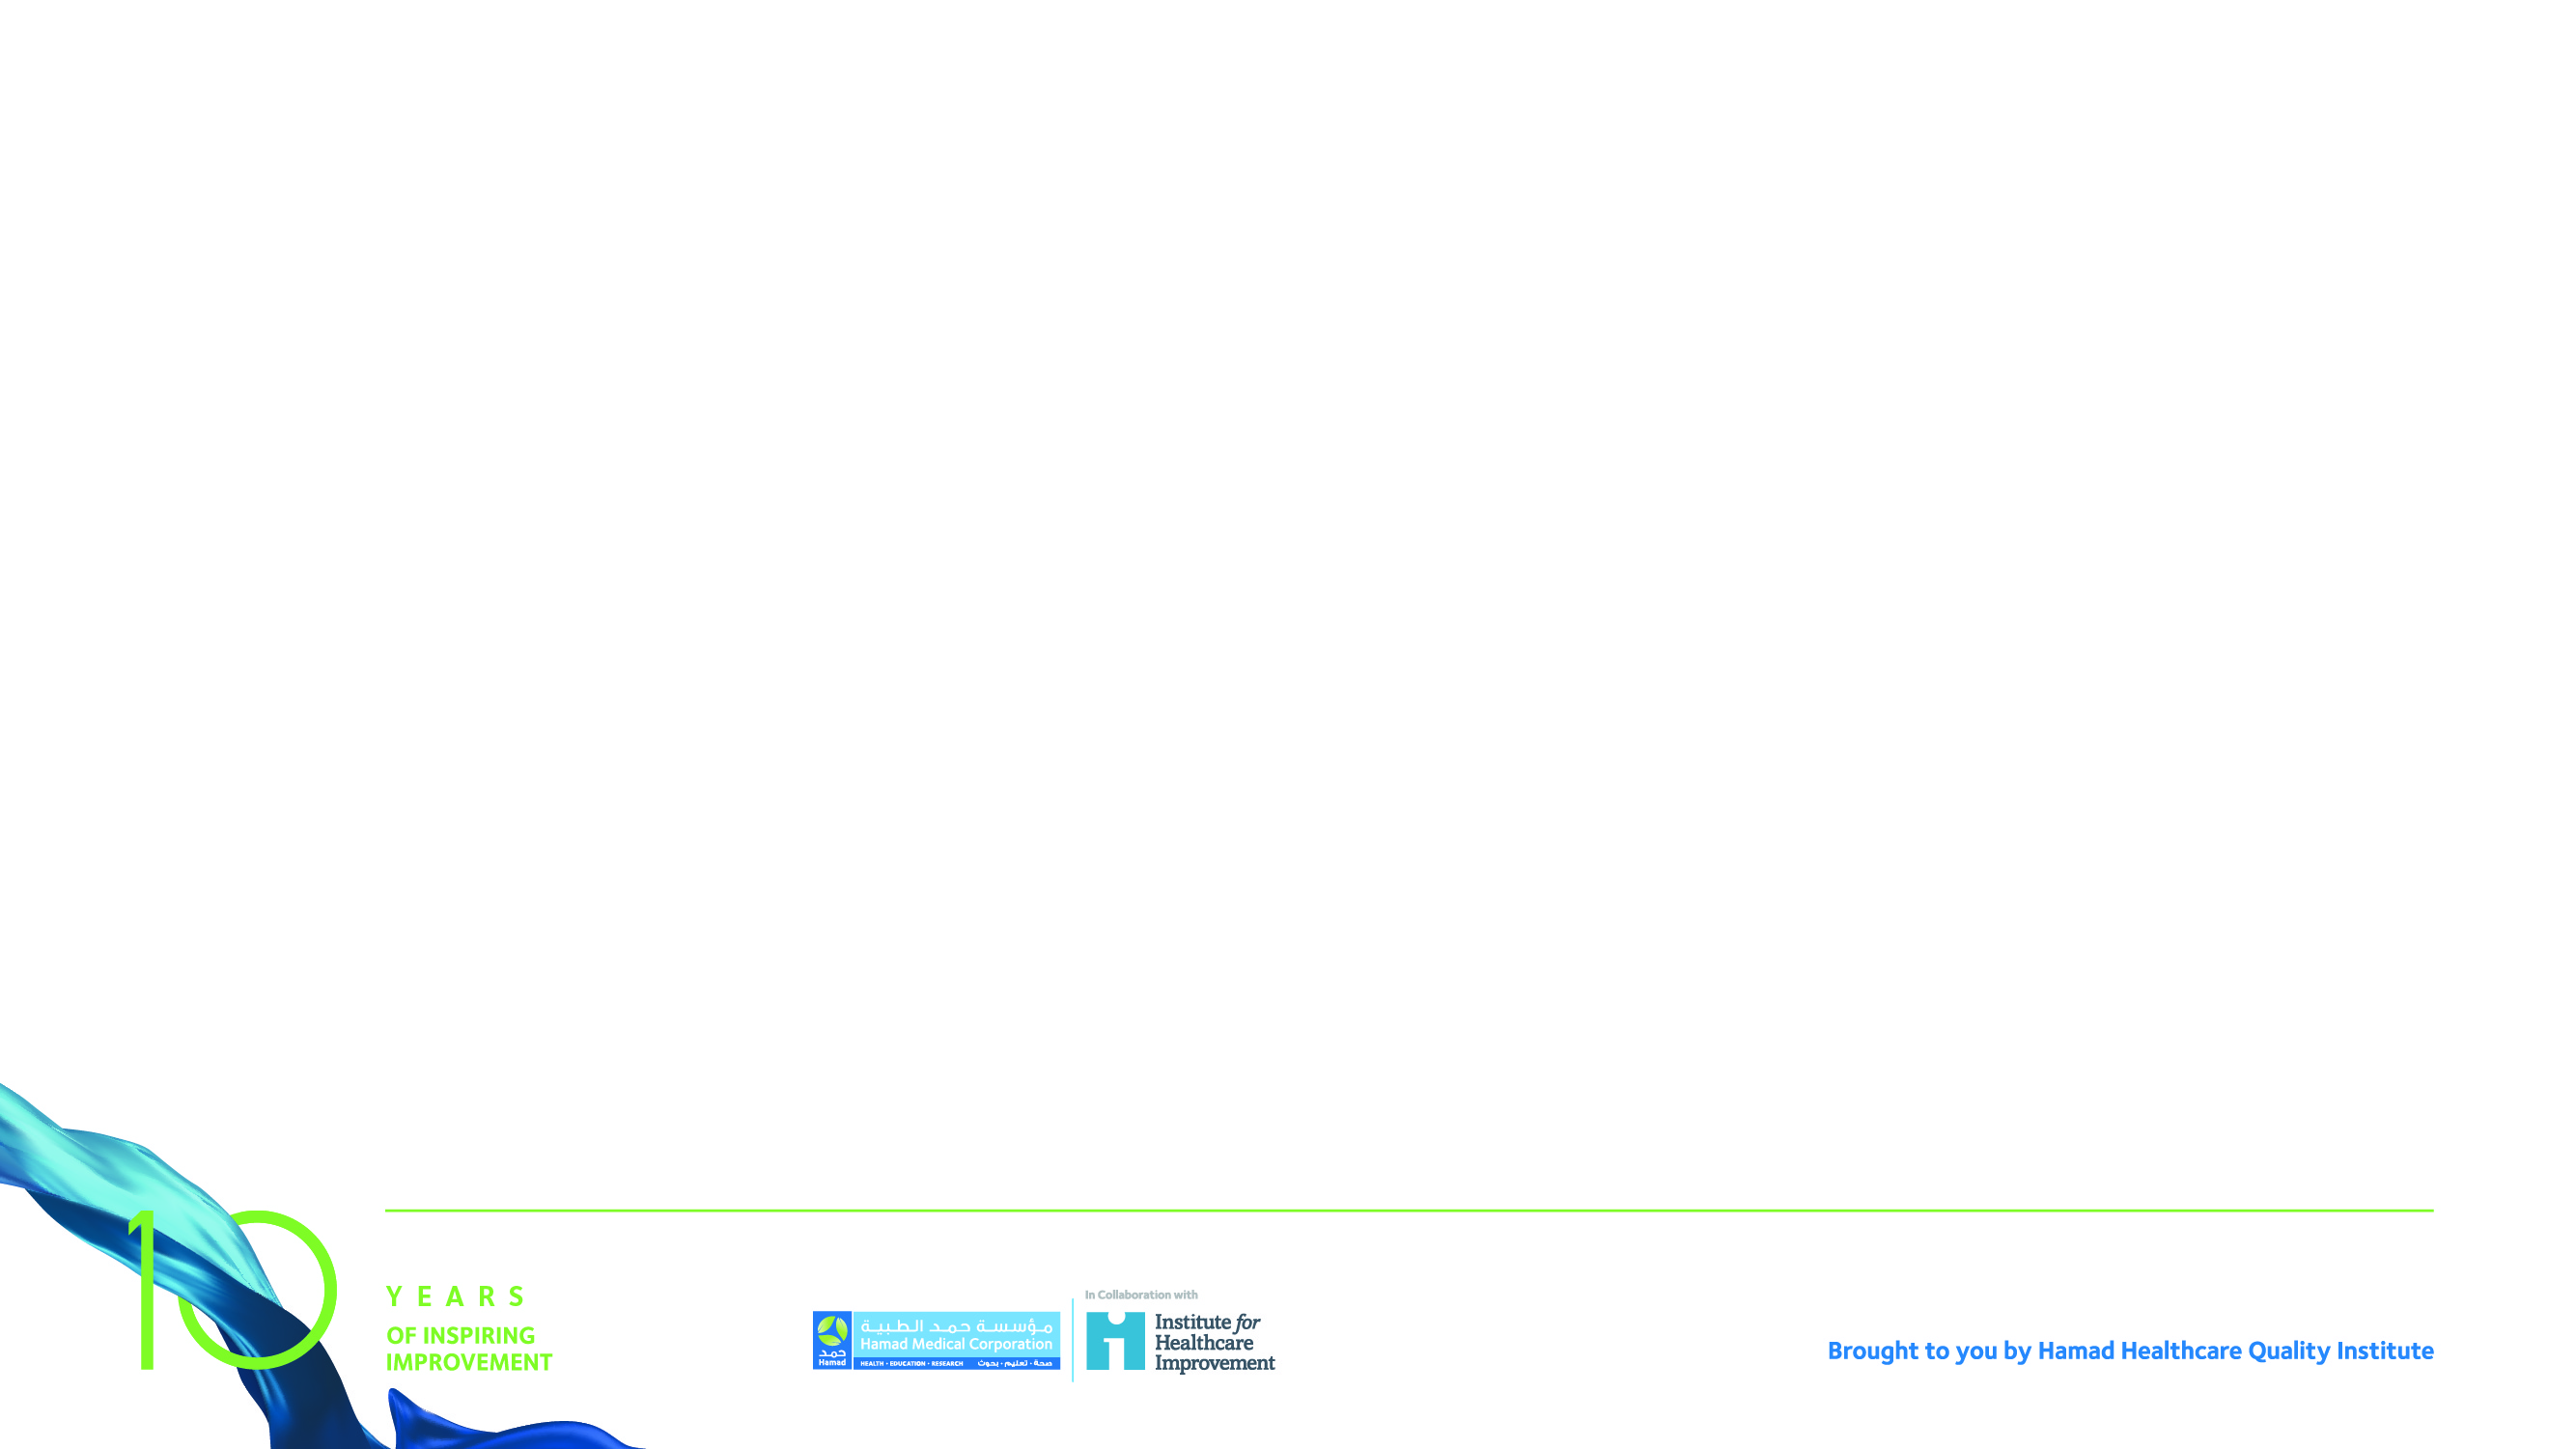 10
YEARS
OF INSPIRING
IMPROVEMENT
مؤسسة حمد الطبية
Hamad Medical Corporation
حمد
Hamad
HEALTH · EDUCATION · RESEARCH صحة · تعليم · بحوث
In Collaboration with
Institute for
Healthcare
Improvement
Brought to you by Hamad Healthcare Quality Institute